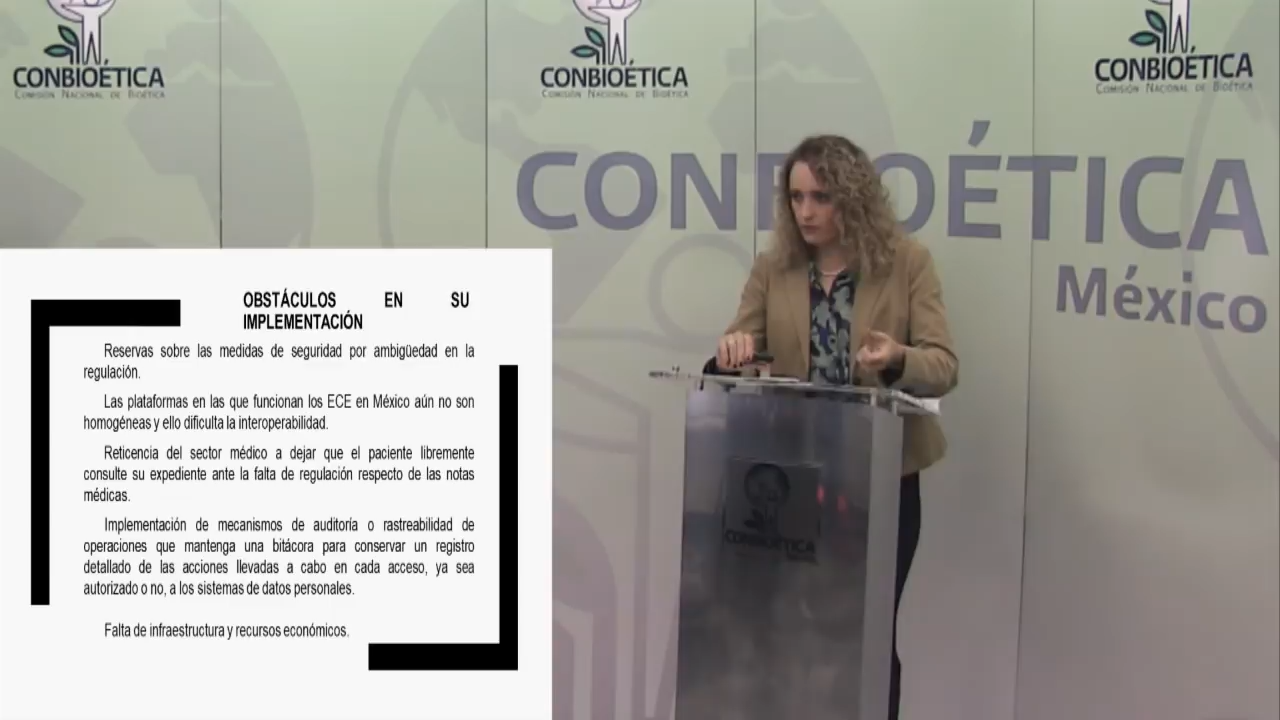 CONBIOÉTICA
COMISIÓN NACIONAL DE BIOÉTICA
CONBIOÉTICA
COMISIÓN NACIONAL DE BIOÉTICA
CONBIOÉTICA
COMISIÓN NACIONAL DE BIOÉTICA
CONBIOÉTICA
México
OBSTÁCULOS EN SU
IMPLEMENTACIÓN
Reservas sobre las medidas de seguridad por ambigüedad en la
regulación.
Las plataformas en las que funcionan los ECE en México aún no son
homogéneas y ello dificulta la interoperabilidad.
Reticencia del sector médico a dejar que el paciente libremente
consulte su expediente ante la falta de regulación respecto de las notas
médicas.
Implementación de mecanismos de auditoría o rastreabilidad de
operaciones que mantenga una bitácora para conservar un registro
detallado de las acciones llevadas a cabo en cada acceso, ya sea
autorizado o no, a los sistemas de datos personales.
Falta de infraestructura y recursos económicos.
CONBIOÉTICA